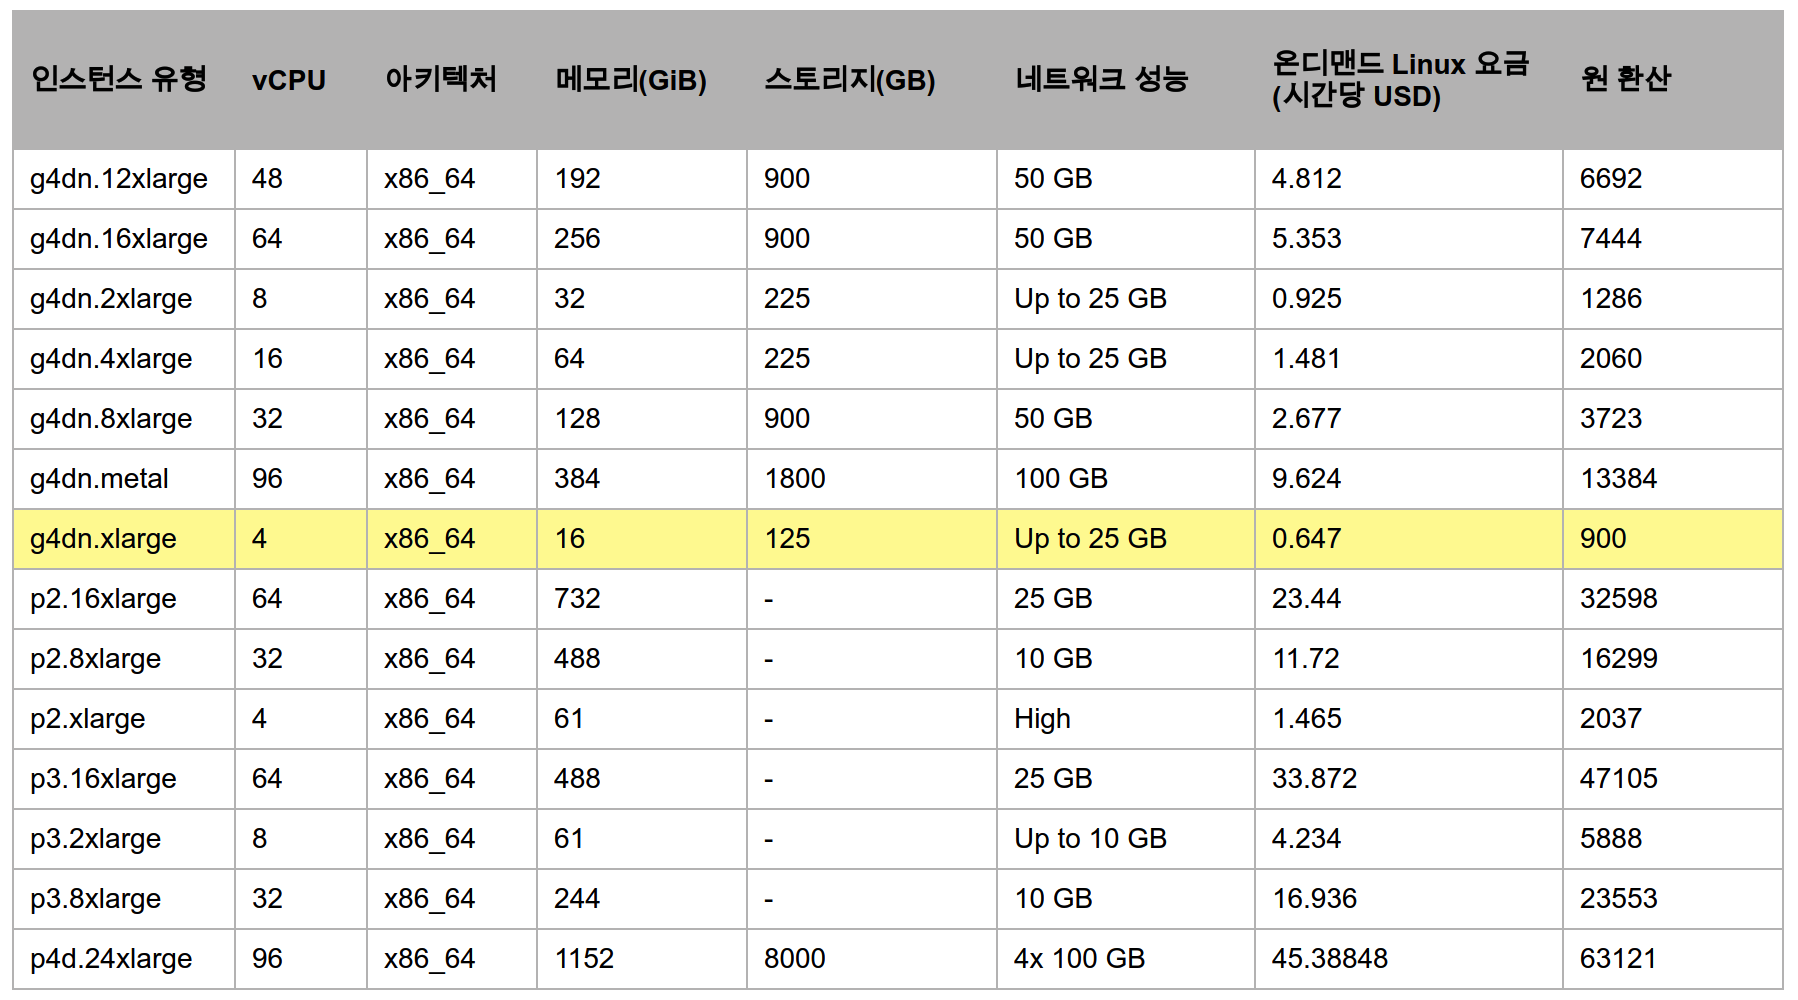 인스턴스 유형 vCPU 아키텍처 메모리(GiB) 스토리지(GB) 네트워크 성능 온디맨드 Linux 요금 (시간당 USD) 원 환산
g4dn.12xlarge 48 x86_64 192 900 50 GB 4.812 6692
g4dn.16xlarge 64 x86_64 256 900 50 GB 5.353 7444
g4dn.2xlarge 8 x86_64 32 225 Up to 25 GB 0.925 1286
g4dn.4xlarge 16 x86_64 64 225 Up to 25 GB 1.481 2060
g4dn.8xlarge 32 x86_64 128 900 50 GB 2.677 3723
g4dn.metal 96 x86_64 384 1800 100 GB 9.624 13384
g4dn.xlarge 4 x86_64 16 125 Up to 25 GB 0.647 900
p2.16xlarge 64 x86_64 732 - 25 GB 23.44 32598
p2.8xlarge 32 x86_64 488 - 10 GB 11.72 16299
p2.xlarge 4 x86_64 61 - High 1.465 2037
p3.16xlarge 64 x86_64 488 - 25 GB 33.872 47105
p3.2xlarge 8 x86_64 61 - Up to 10 GB 4.234 5888
p3.8xlarge 32 x86_64 244 - 10 GB 16.936 23553
p4d.24xlarge 96 x86_64 1152 8000 4x 100 GB 45.38848 63121